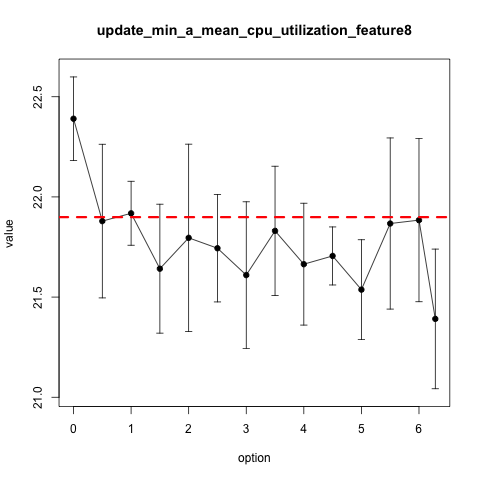 update_min_a_mean_cpu_utilization_feature8
value
22.5
22.0
21.5
21.0
0 1 2 3 4 5 6
option